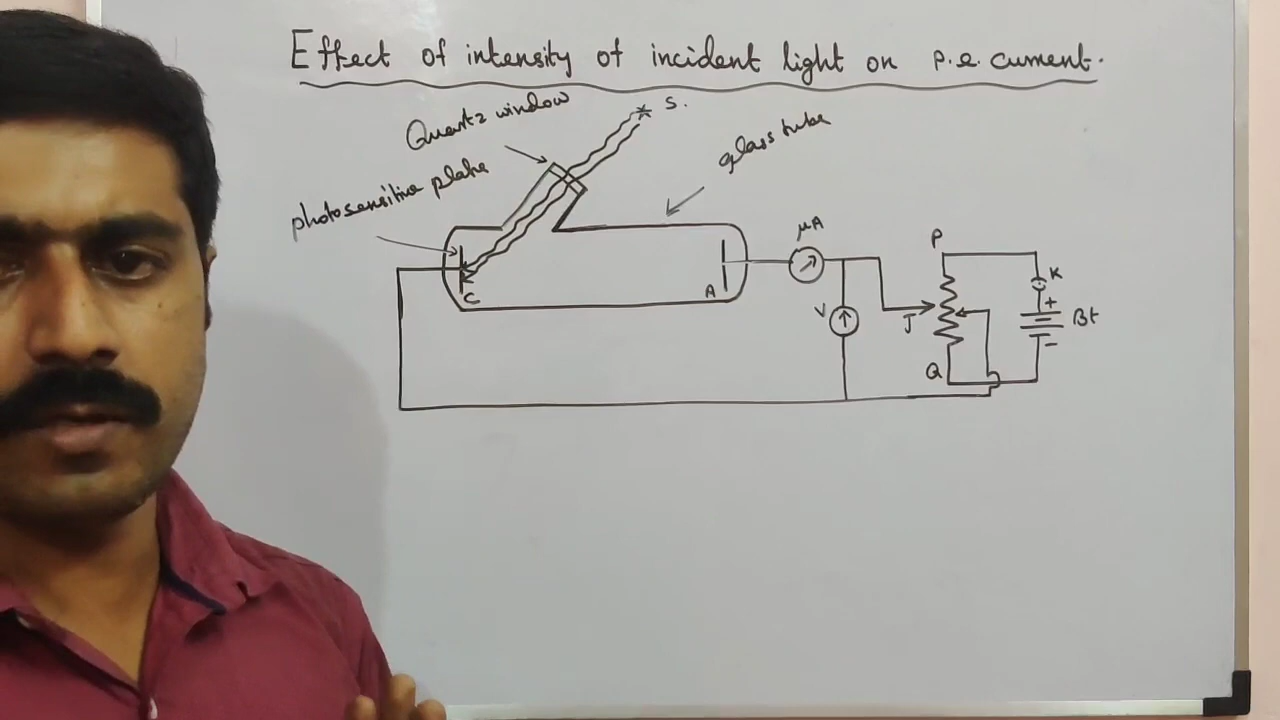 Effect of intensity of incident light on p.e. current.
Quartz window
S.
glass tube
photosensitive plate
C
A
μA
V
J
P
Q
K
+
Bt
−